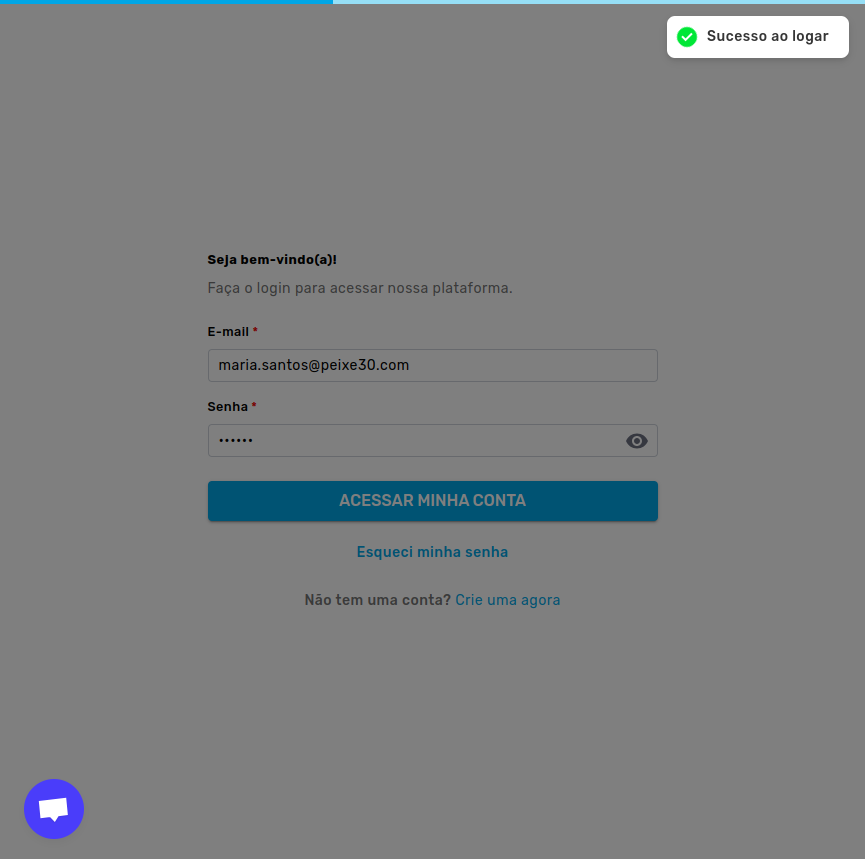 Sucesso ao logar
Seja bem-vindo(a)!
Faça o login para acessar nossa plataforma.
E-mail *
maria.santos@peixe30.com
Senha *
••••••
ACESSAR MINHA CONTA
Esqueci minha senha
Não tem uma conta? Crie uma agora